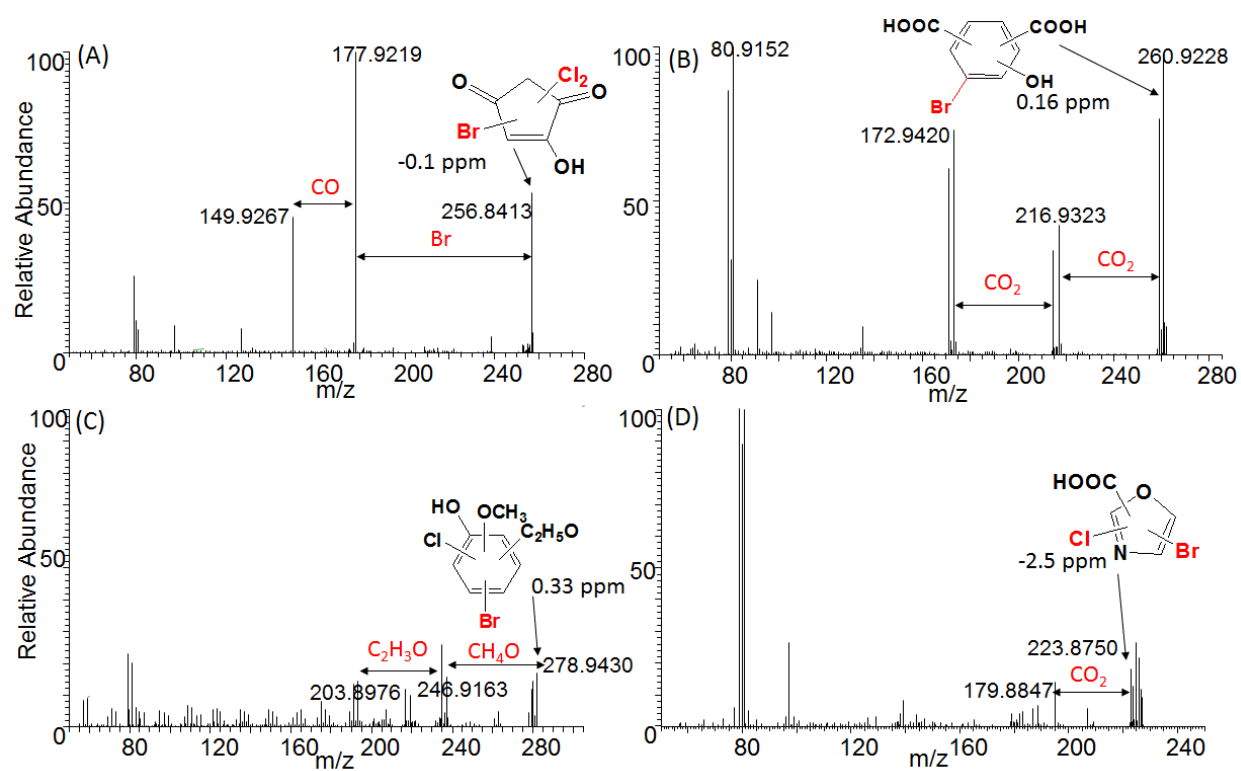 (A)
100
50
0
Relative Abundance
177.9219
149.9267
256.8413
CO
Br
-0.1 ppm
O
Cl2
O
Br
OH
80 120 160 200 240 280
m/z
(B)
100
50
0
80.9152
172.9420
216.9323
260.9228
HOOC
COOH
OH
Br
0.16 ppm
CO2
CO2
80 120 160 200 240 280
m/z
(C)
100
50
0
Relative Abundance
HO
OCH3
Cl
C2H5O
Br
0.33 ppm
C2H3O
CH4O
278.9430
203.8976
246.9163
80 120 160 200 240 280
m/z
(D)
100
50
0
HOOC
O
Cl
N
Br
-2.5 ppm
223.8750
CO2
179.8847
80 120 160 200 240
m/z